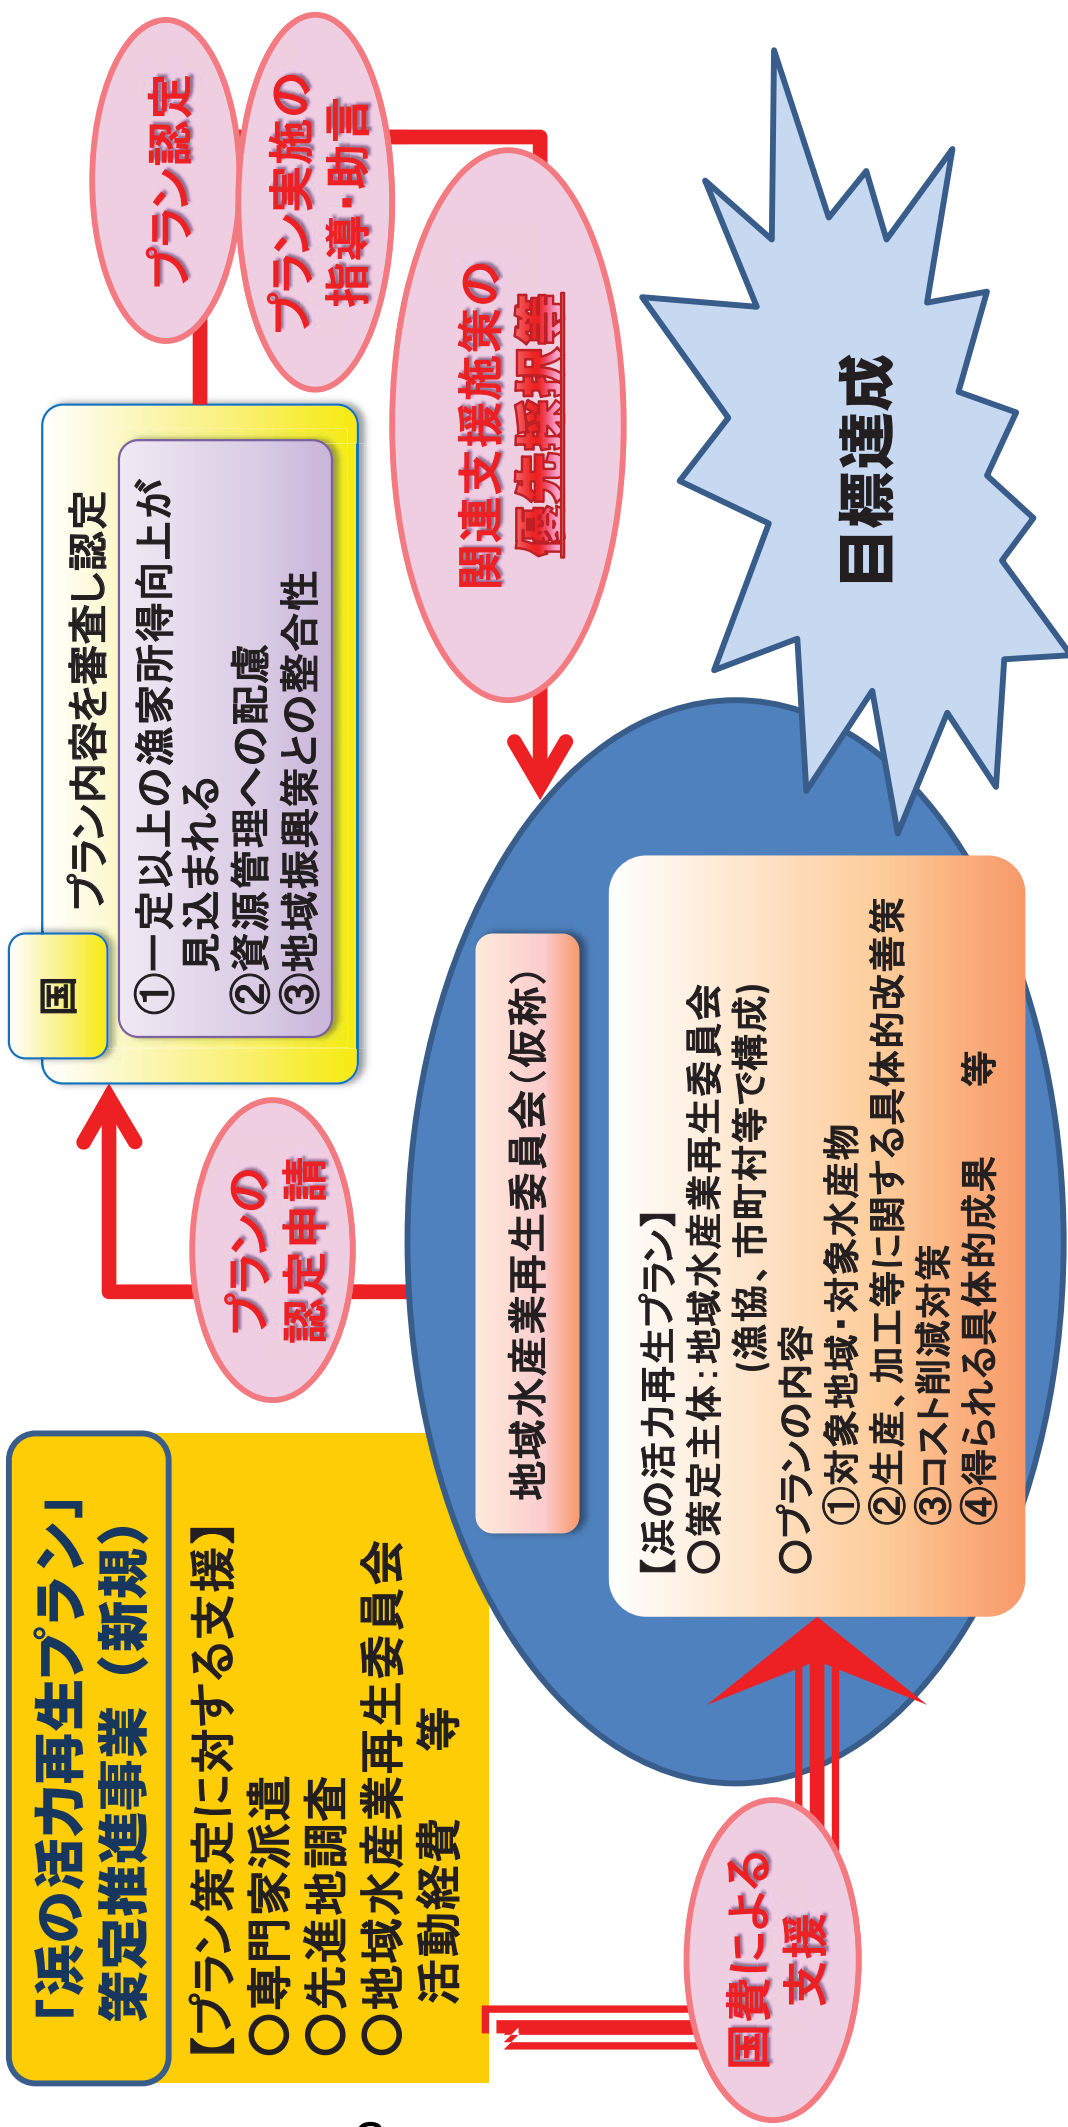 「浜の活力再生プラン」
策定推進事業（新規）
【プラン策定に対する支援】
○専門家派遣
○先進地調査
○地域水産業再生委員会
活動経費　　等
国費による
支援
プランの
認定申請
国
プラン内容を審査し認定
①一定以上の漁家所得向上が
見込まれる
②資源管理への配慮
③地域振興策との整合性
プラン認定
プラン実施の
指導・助言
関連支援施策の
優先採択等
地域水産業再生委員会（仮称）
【浜の活力再生プラン】
○策定主体：地域水産業再生委員会
(漁協、市町村等で構成)
○プランの内容
①対象地域・対象水産物
②生産、加工等に関する具体的改善策
③コスト削減対策
④得られる具体的成果　　等
目標達成